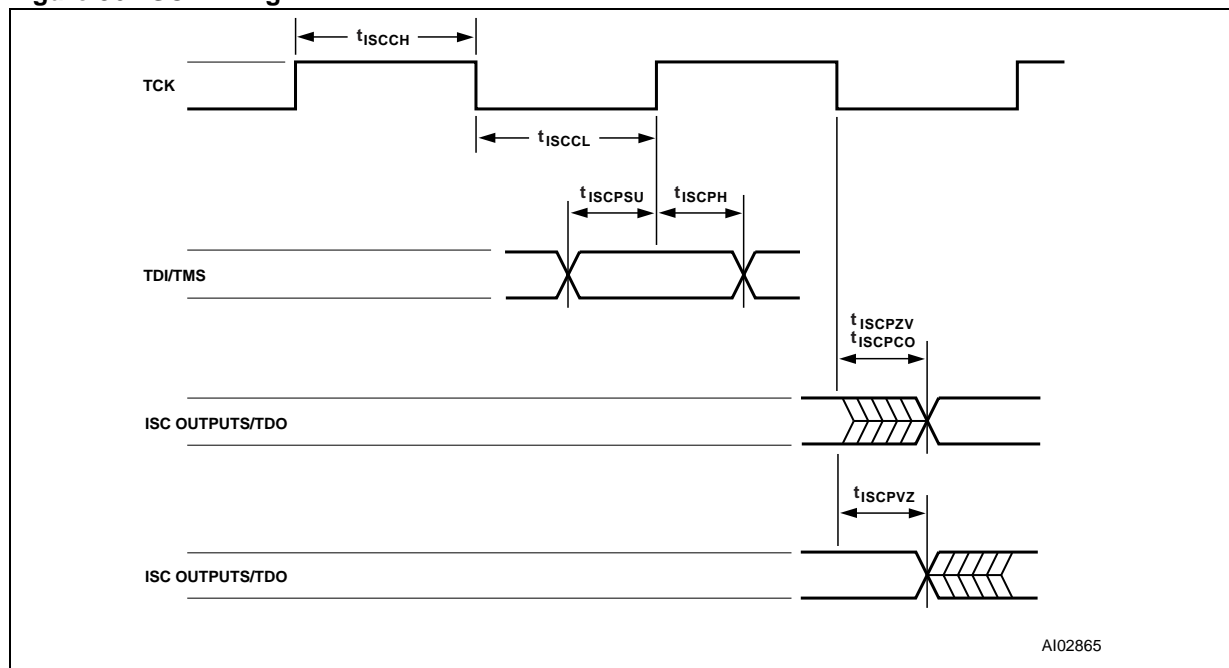 tISCCH
TCK
tISCCL
tISCPSU
tISCPH
TDI/TMS
tISCPZV
tISCPCO
ISC OUTPUTS/TDO
tISCPVZ
ISC OUTPUTS/TDO
AI02865